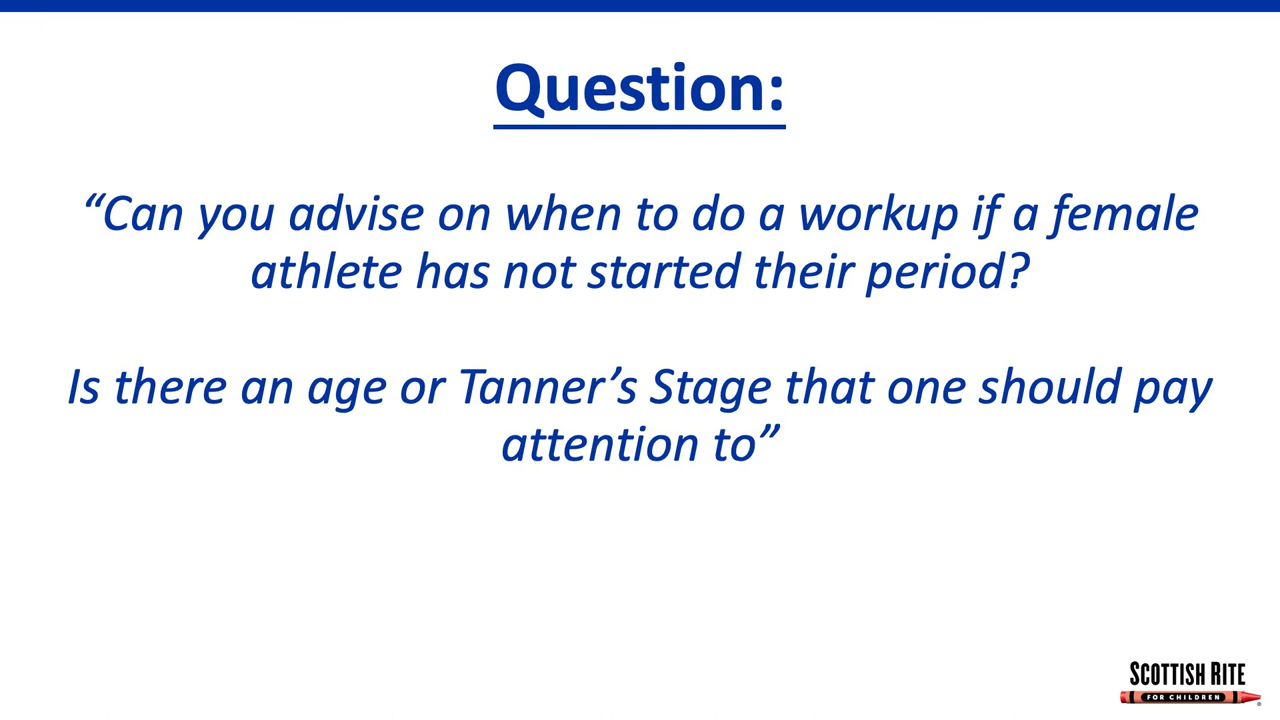 Question:
“Can you advise on when to do a workup if a female
athlete has not started their period?
Is there an age or Tanner’s Stage that one should pay
attention to”
SCOTTISH RITE
FOR CHILDREN